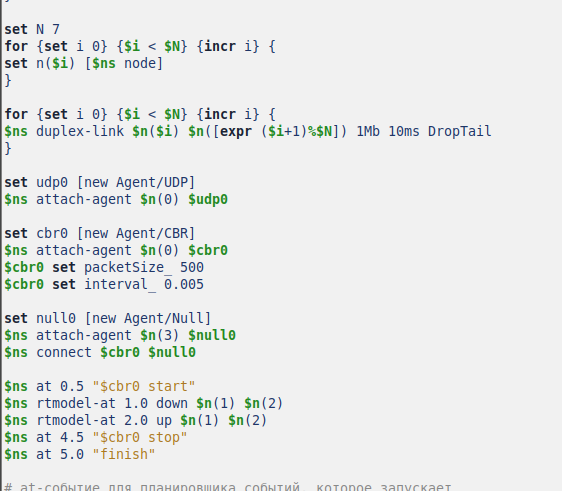 }
set N 7
for {set i 0} {$i < $N} {incr i} {
set n($i) [$ns node]
}
for {set i 0} {$i < $N} {incr i} {
$ns duplex-link $n($i) $n([expr ($i+1)%$N]) 1Mb 10ms DropTail
}
set udp0 [new Agent/UDP]
$ns attach-agent $n(0) $udp0
set cbr0 [new Agent/CBR]
$ns attach-agent $n(0) $cbr0
$cbr0 set packetSize_ 500
$cbr0 set interval_ 0.005
set null0 [new Agent/Null]
$ns attach-agent $n(3) $null0
$ns connect $cbr0 $null0
$ns at 0.5 "$cbr0 start"
$ns rtmodel-at 1.0 down $n(1) $n(2)
$ns rtmodel-at 2.0 up $n(1) $n(2)
$ns at 4.5 "$cbr0 stop"
$ns at 5.0 "finish"
# at-событие для планировщика событий, которое запускает